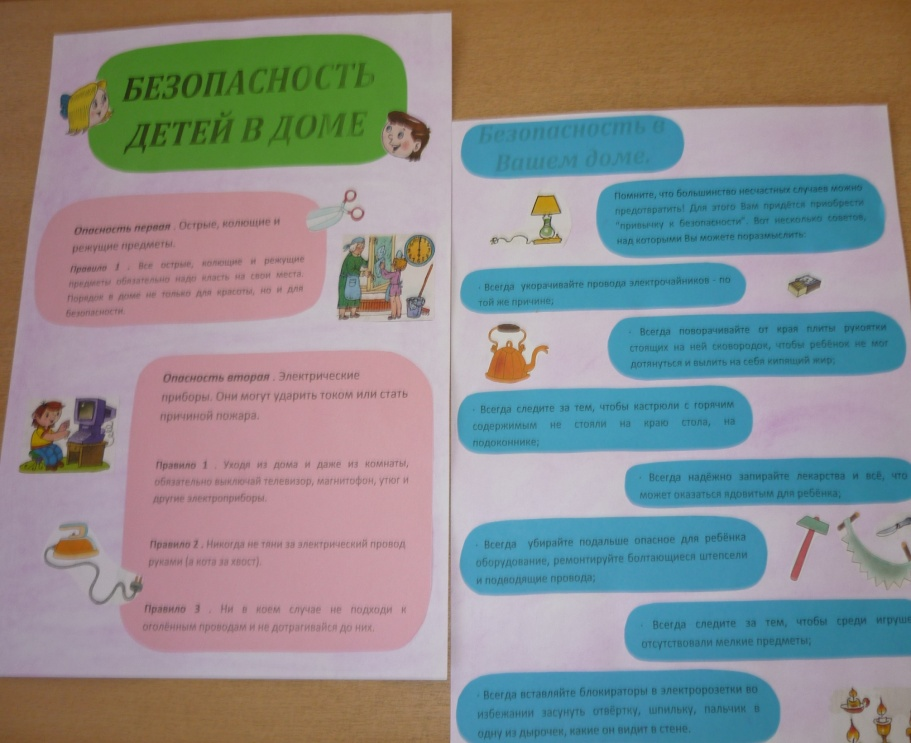 БЕЗОПАСНОСТЬ
ДЕТЕЙ В ДОМЕ
Опасность первая . Острые, колющие и
режущие предметы.
Правило 1 . Все острые, колющие и режущие
предметы обязательно надо класть на свои места.
Порядок в доме не только для красоты, но и для
безопасности.
Опасность вторая . Электрические
приборы. Они могут ударить током или стать
причиной пожара.
Правило 1 . Уходя из дома и даже из комнаты,
обязательно выключай телевизор, магнитофон, утюг и
другие электроприборы.
Правило 2 . Никогда не тяни за электрический провод
руками (а кота за хвост).
Правило 3 . Ни в коем случае не подходи к
оголённым проводам и не дотрагивайся до них.
Безопасность в
Вашем доме.
Помните, что большинство несчастных случаев можно
предотвратить! Для этого Вам придётся приобрести
"привычку к безопасности". Вот несколько советов,
над которыми Вы можете поразмыслить:
· Всегда укорачивайте провода электрочайников - по
той же причине;
· Всегда поворачивайте от края плиты рукоятки
стоящих на ней сковородок, чтобы ребёнок не мог
дотянуться и вылить на себя кипящий жир;
· Всегда следите за тем, чтобы кастрюли с горячим
содержимым не стояли на краю стола, на
подоконнике;
· Всегда надёжно запирайте лекарства и всё, что
может оказаться ядовитым для ребёнка;
· Всегда убирайте подальше опасное для ребёнка
оборудование, ремонтируйте болтающиеся штепсели
и подводящие провода;
· Всегда следите за тем, чтобы среди игруше
отсутствовали мелкие предметы;
· Всегда вставляйте блокираторы в электророзетки во
избежании засунуть отвёртку, шпильку, пальчик в
одну из дырочек, какие он видит в стене.